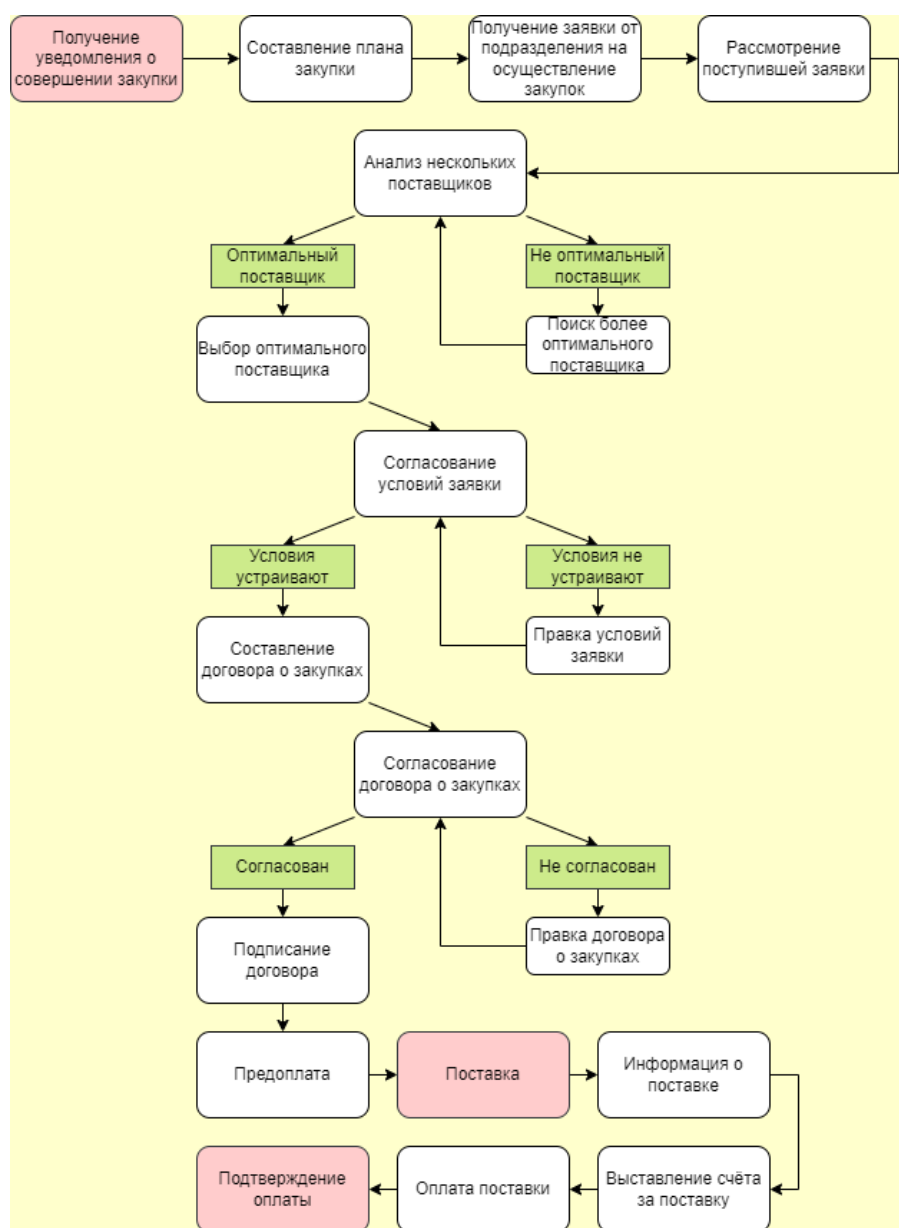 Получение
уведомления о
совершении закупки
Составление плана
закупки
Получение заявки от
подразделения на
осуществление
закупок
Рассмотрение
поступившей заявки
Анализ нескольких
поставщиков
Оптимальный
поставщик
Не оптимальный
поставщик
Выбор оптимального
поставщика
Поиск более
оптимального
поставщика
Согласование
условий заявки
Условия
устраивают
Условия не
устраивают
Составление
договора о закупках
Правка условий
заявки
Согласование
договора о закупках
Согласован
Не согласован
Подписание
договора
Правка договора
о закупках
Предоплата
Поставка
Информация о
поставке
Подтверждение
оплаты
Оплата поставки
Выставление счёта
за поставку